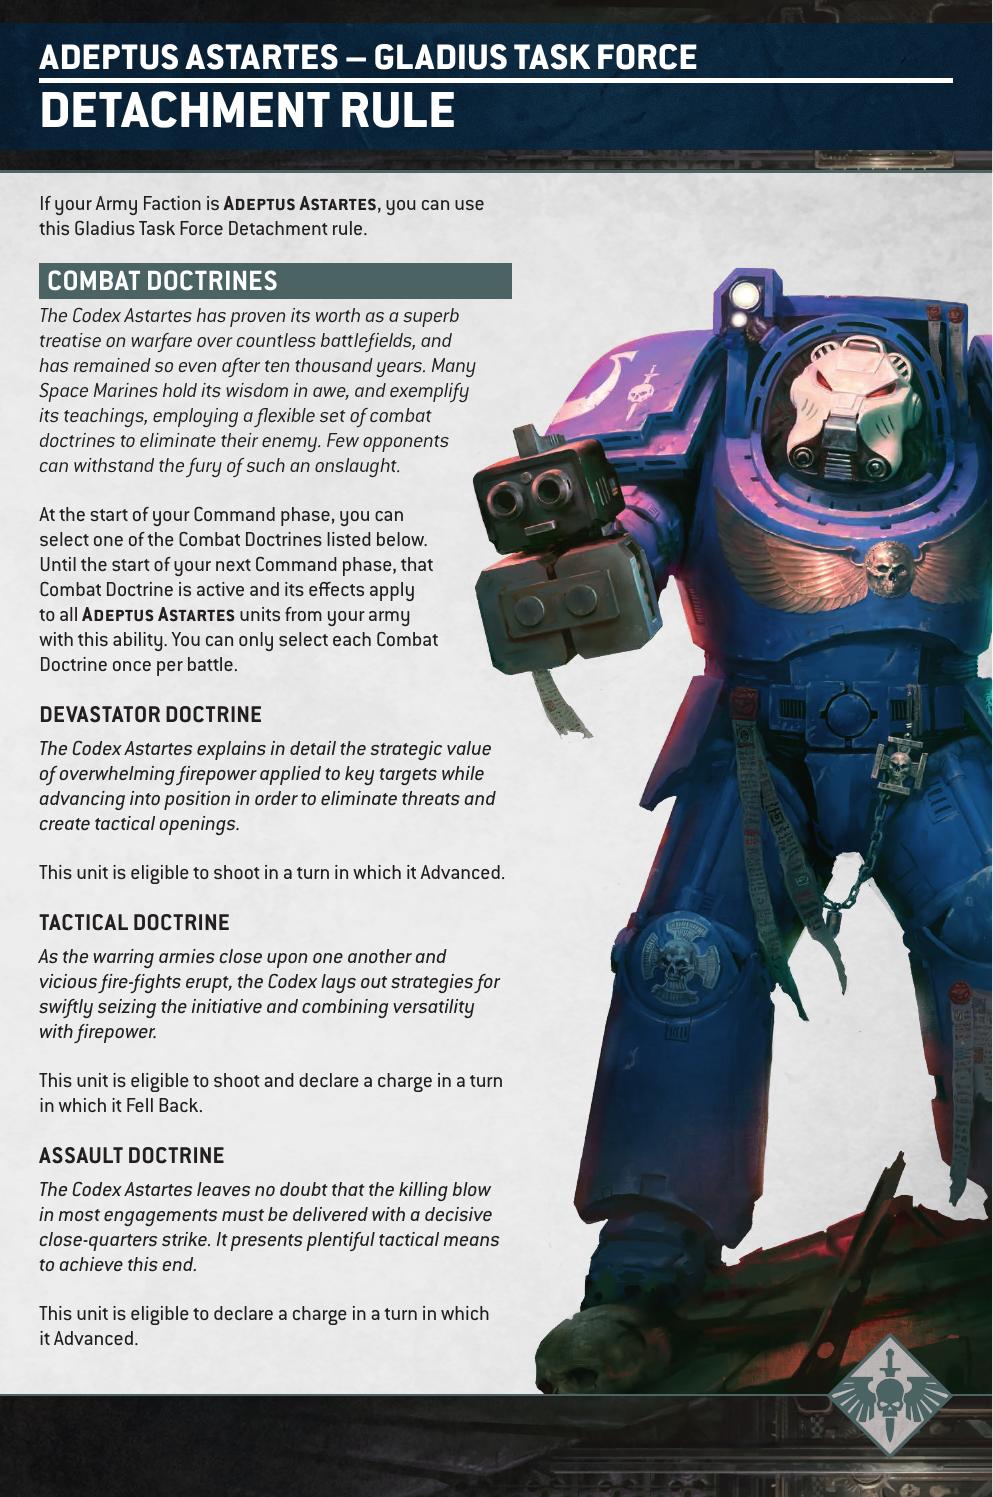 ADEPTUS ASTARTES – GLADIUS TASK FORCE
DETACHMENT RULE
If your Army Faction is ADEPTUS ASTARTES, you can use
this Gladius Task Force Detachment rule.
COMBAT DOCTRINES
The Codex Astartes has proven its worth as a superb
treatise on warfare over countless battlefields, and
has remained so even after ten thousand years. Many
Space Marines hold its wisdom in awe, and exemplify
its teachings, employing a flexible set of combat
doctrines to eliminate their enemy. Few opponents
can withstand the fury of such an onslaught.
At the start of your Command phase, you can
select one of the Combat Doctrines listed below.
Until the start of your next Command phase, that
Combat Doctrine is active and its effects apply
to all ADEPTUS ASTARTES units from your army
with this ability. You can only select each Combat
Doctrine once per battle.
DEVASTATOR DOCTRINE
The Codex Astartes explains in detail the strategic value
of overwhelming firepower applied to key targets while
advancing into position in order to eliminate threats and
create tactical openings.
This unit is eligible to shoot in a turn in which it Advanced.
TACTICAL DOCTRINE
As the warring armies close upon one another and
vicious fire-fights erupt, the Codex lays out strategies for
swiftly seizing the initiative and combining versatility
with firepower.
This unit is eligible to shoot and declare a charge in a turn
in which it Fell Back.
ASSAULT DOCTRINE
The Codex Astartes leaves no doubt that the killing blow
in most engagements must be delivered with a decisive
close-quarters strike. It presents plentiful tactical means
to achieve this end.
This unit is eligible to declare a charge in a turn in which
it Advanced.